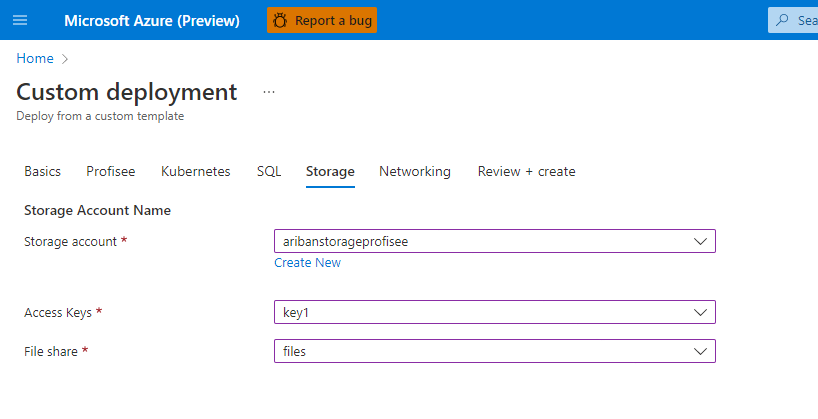 Microsoft Azure (Preview) Report a bug Sea
Home >
Custom deployment ...
Deploy from a custom template
Basics Profisee Kubernetes SQL Storage Networking Review + create
Storage Account Name
Storage account * aribanstorageprofisee
Create New
Access Keys * key1
File share * files